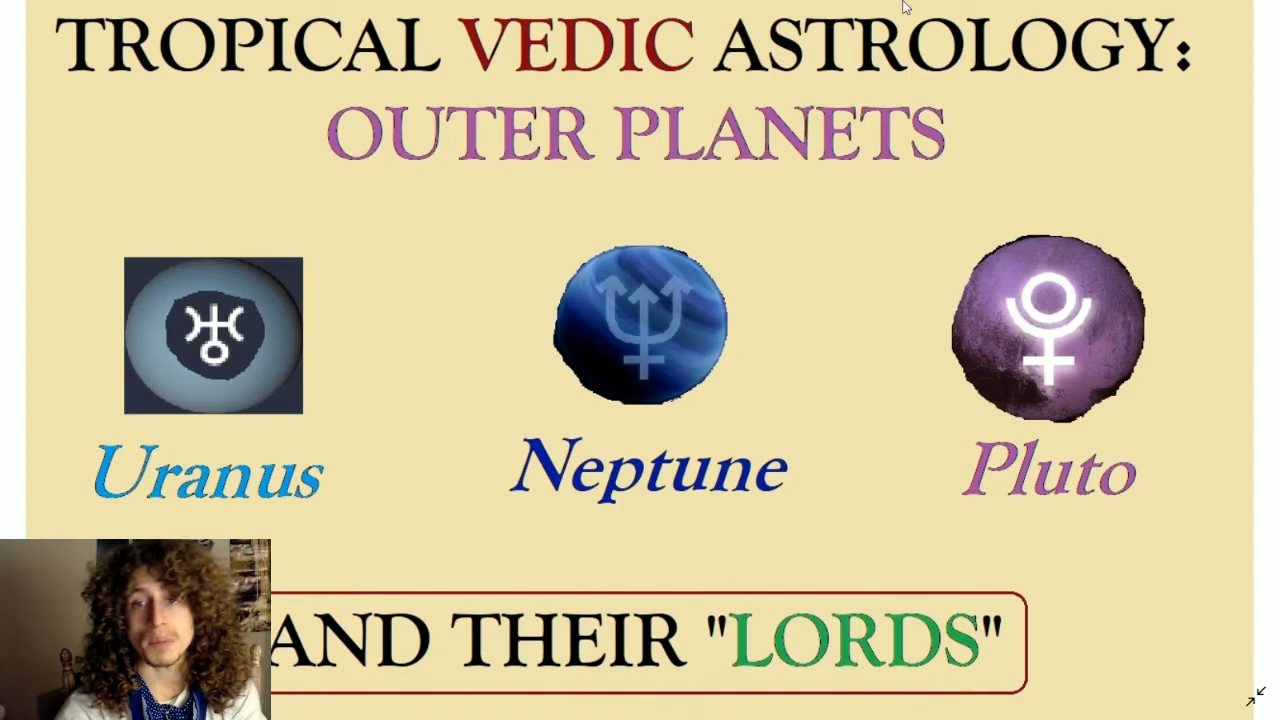 TROPICAL VEDIC ASTROLOGY:
OUTER PLANETS
Uranus
Neptune
Pluto
AND THEIR "LORDS"